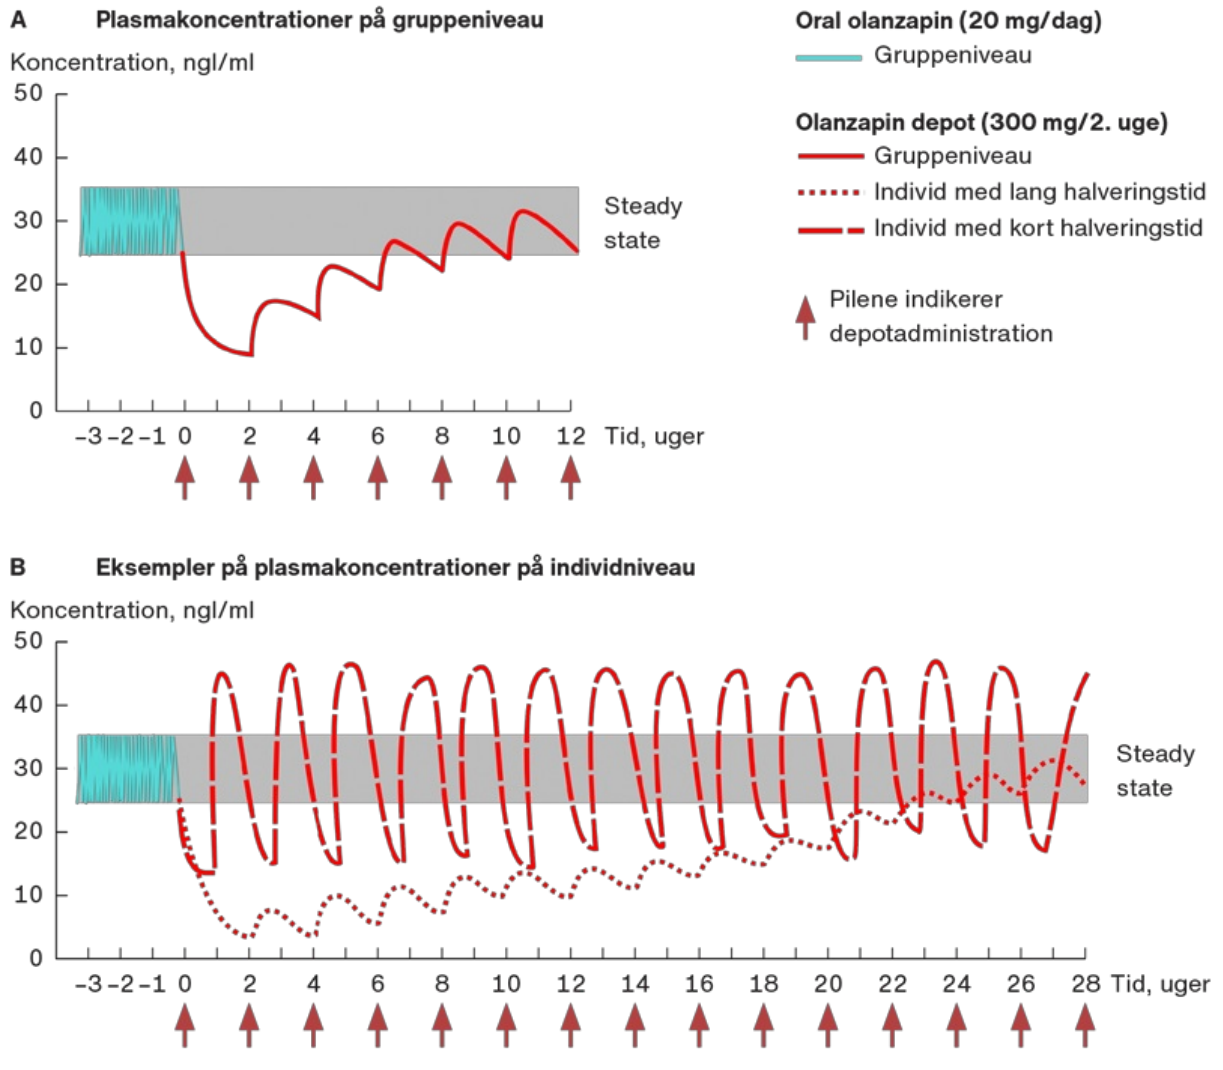 A Plasmakoncentrationer på gruppeniveau
Koncentration, ngl/ml
50
40
30
20
10
0
Steady
state
–3 –2 –1 0 2 4 6 8 10 12 Tid, uger
Oral olanzapin (20 mg/dag)
Gruppeniveau
Olanzapin depot (300 mg/2. uge)
Gruppeniveau
Individ med lang halveringstid
Individ med kort halveringstid
Pilene indikerer
depotadministration
B Eksempler på plasmakoncentrationer på individniveau
Koncentration, ngl/ml
50
40
30
20
10
0
Steady
state
–3 –2 –1 0 2 4 6 8 10 12 14 16 18 20 22 24 26 28 Tid, uger